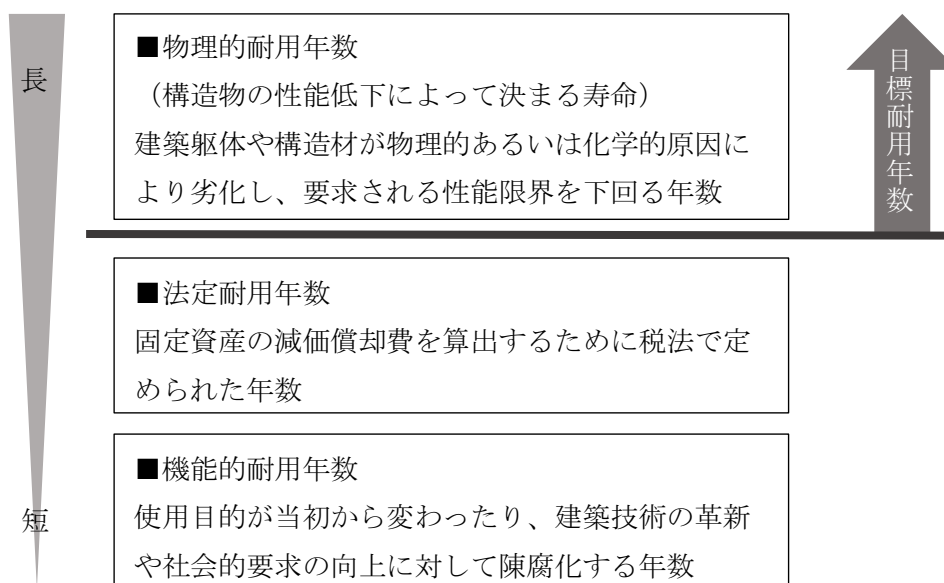 長
■物理的耐用年数
（構造物の性能低下によって決まる寿命）
建築躯体や構造材が物理的あるいは化学的原因に
より劣化し、要求される性能限界を下回る年数
目標耐用年数
■法定耐用年数
固定資産の減価償却費を算出するために税法で定
められた年数
■機能的耐用年数
使用目的が当初から変わったり、建築技術の革新
や社会的要求の向上に対して陳腐化する年数
短